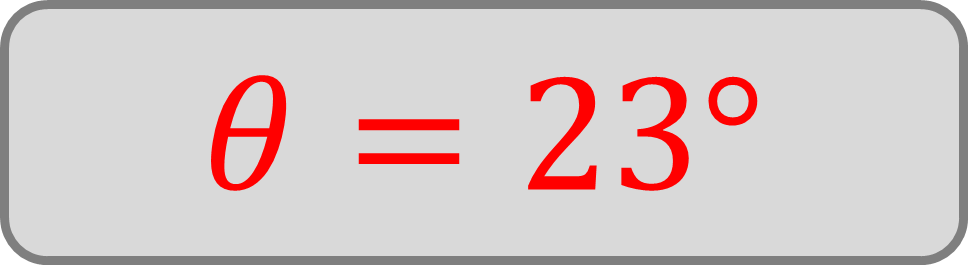 θ = 23°